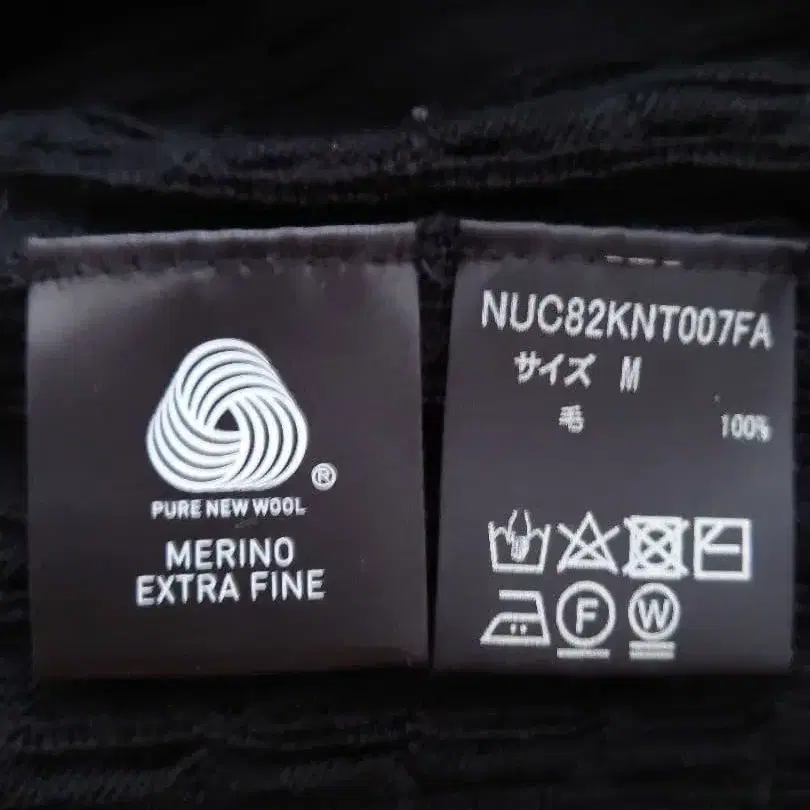 ®
PURE NEW WOOL
MERINO
EXTRA FINE
NUC82KNT007FA
サイズ M
毛 100%
F W